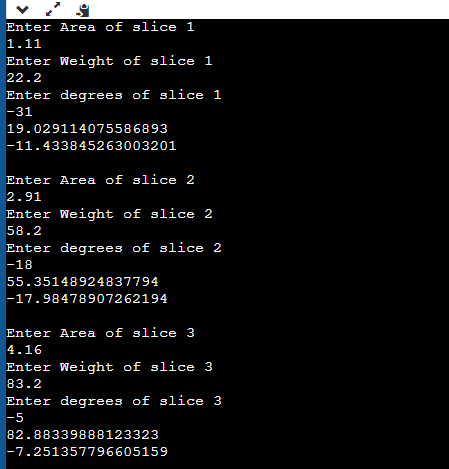 Enter Area of slice 1
1.11
Enter Weight of slice 1
22.2
Enter degrees of slice 1
-31
19.029114075586893
-11.433845263003201
Enter Area of slice 2
2.91
Enter Weight of slice 2
58.2
Enter degrees of slice 2
-18
55.35148924837794
-17.98478907262194
Enter Area of slice 3
4.16
Enter Weight of slice 3
83.2
Enter degrees of slice 3
-5
82.88339888123323
-7.251357796605159